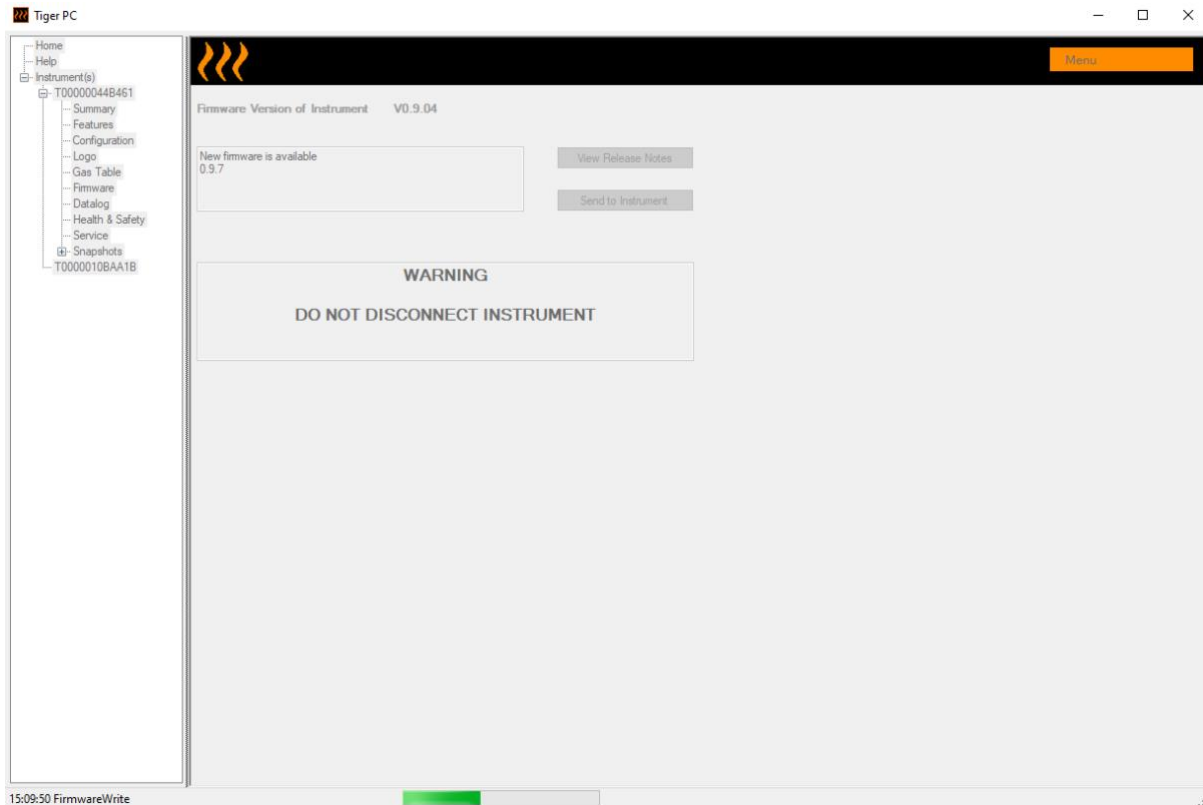 Tiger PC
Home
Help
Instrument(s)
T00000044B461
Summary
Features
Configuration
Logo
Gas Table
Firmware
Datalog
Health & Safety
Service
Snapshots
T0000010BAA1B
Menu
Firmware Version of Instrument V0.9.04
New firmware is available
0.9.7
View Release Notes
Send to Instrument
WARNING
DO NOT DISCONNECT INSTRUMENT
15:09:50 FirmwareWrite